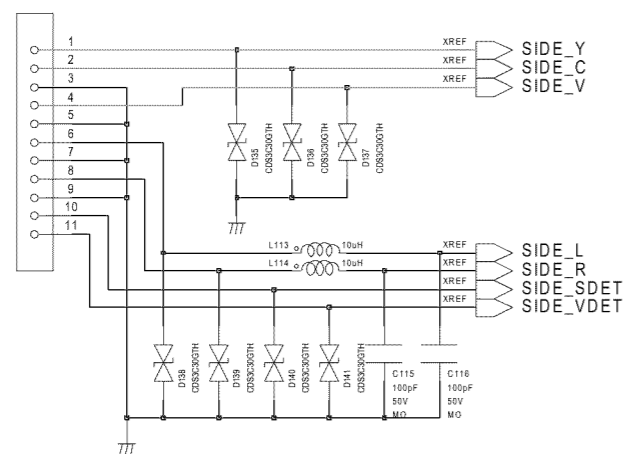 1
XREF
SIDE_Y
2
XREF
SIDE_C
3
XREF
SIDE_V
4
5
6
7
8
9
10
11
D135
CDS3C30GTH
D136
CDS3C30GTH
D137
CDS3C30GTH
L113
10uH
XREF
SIDE_L
L114
10uH
XREF
SIDE_R
XREF
SIDE_SDET
XREF
SIDE_VDET
D138
CDS3C30GTH
D139
CDS3C30GTH
D140
CDS3C30GTH
D141
CDS3C30GTH
C115
100pF
50V
MO
C116
100pF
50V
MO